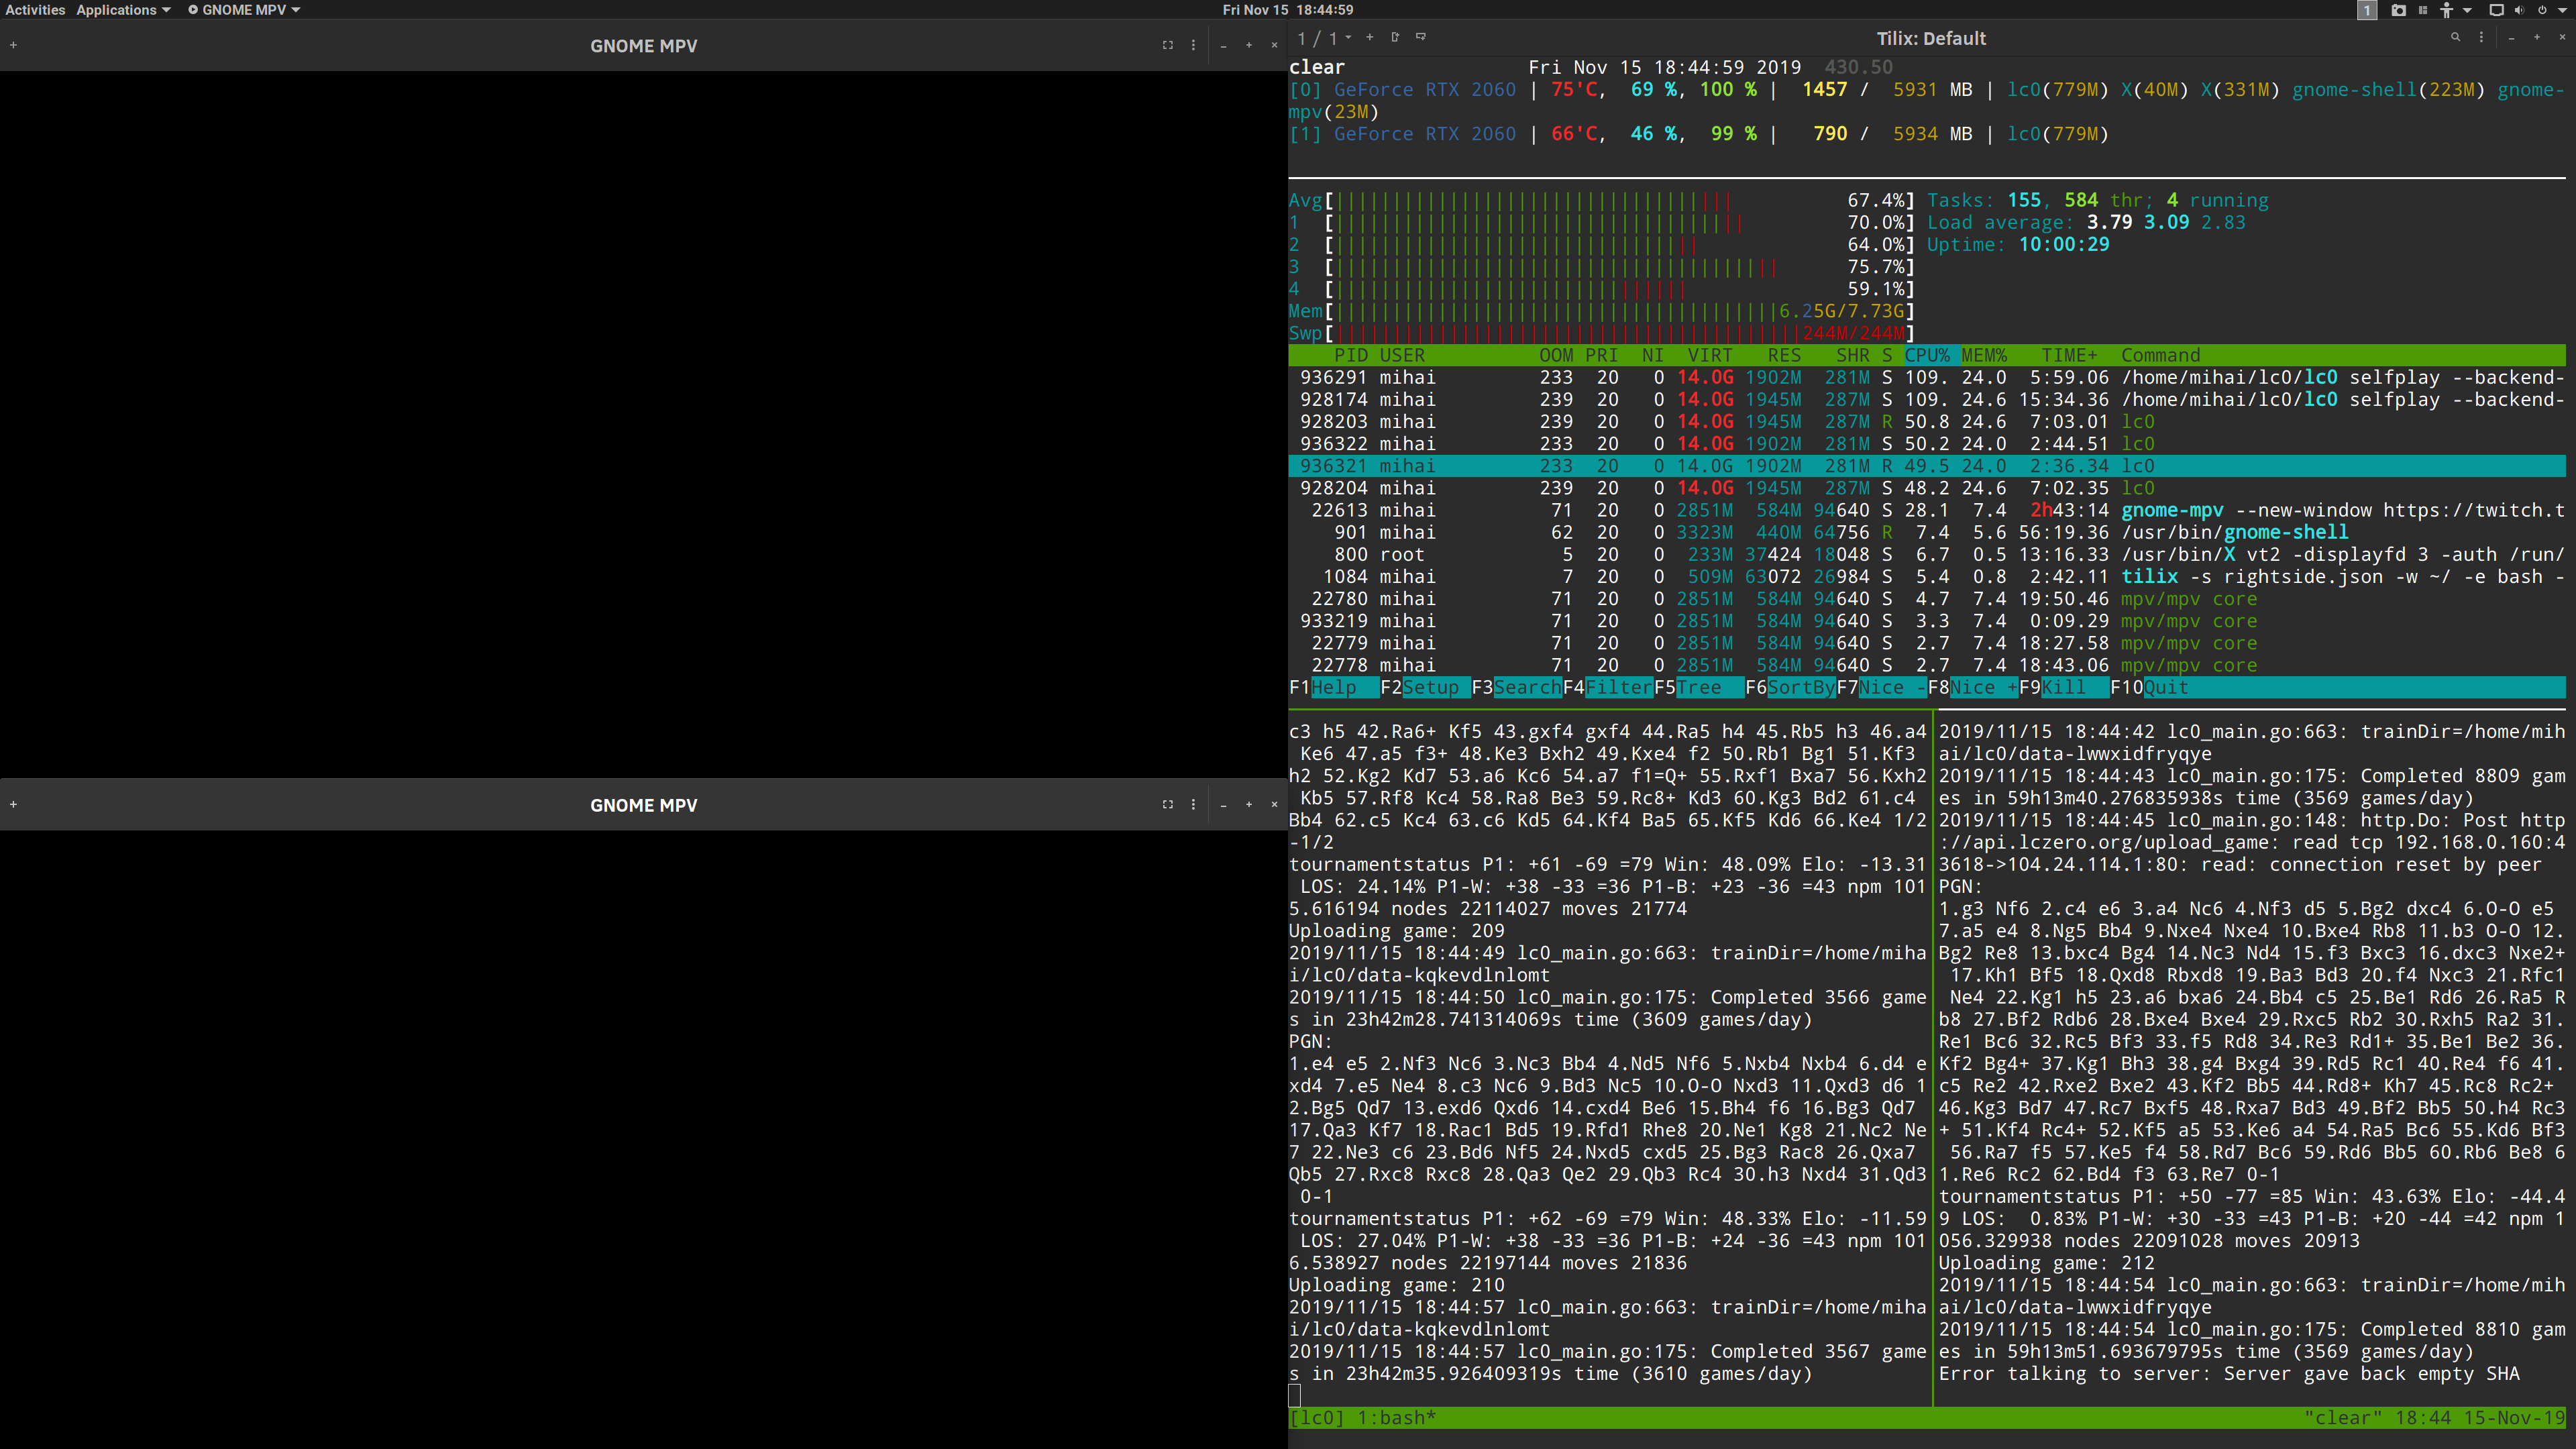 Activities Applications GNOME MPV Fri Nov 15 18:44:59 1
GNOME MPV
1 / 1 Tilix: Default
clear Fri Nov 15 18:44:59 2019 430.50
[0] GeForce RTX 2060 | 75'C, 69 %, 100 % | 1457 / 5931 MB | lc0(779M) X(40M) X(331M) gnome-shell(223M) gnome-
mpv(23M)
[1] GeForce RTX 2060 | 66'C, 46 %, 99 % | 790 / 5934 MB | lc0(779M)
Avg[ 67.4%] Tasks: 155, 584 thr; 4 running
1 [ 70.0%] Load average: 3.79 3.09 2.83
2 [ 64.0%] Uptime: 10:00:29
3 [ 75.7%]
4 [ 59.1%]
Mem[ 6.25G/7.73G]
Swp[ 244M/244M]
PID USER OOM PRI NI VIRT RES SHR S CPU% MEM% TIME+ Command
936291 mihai 233 20 0 14.0G 1902M 281M S 109. 24.0 5:59.06 /home/mihai/lc0/lc0 selfplay --backend-
928174 mihai 239 20 0 14.0G 1945M 287M S 109. 24.6 15:34.36 /home/mihai/lc0/lc0 selfplay --backend-
928203 mihai 239 20 0 14.0G 1945M 287M R 50.8 24.6 7:03.01 lc0
936322 mihai 233 20 0 14.0G 1902M 281M S 50.2 24.0 2:44.51 lc0
936321 mihai 233 20 0 14.0G 1902M 281M R 49.5 24.0 2:36.34 lc0
928204 mihai 239 20 0 14.0G 1945M 287M S 48.2 24.6 7:02.35 lc0
22613 mihai 71 20 0 2851M 584M 94640 S 28.1 7.4 2h43:14 gnome-mpv --new-window https://twitch.t
901 mihai 62 20 0 3323M 440M 64756 R 7.4 5.6 56:19.36 /usr/bin/gnome-shell
800 root 5 20 0 233M 37424 18048 S 6.7 0.5 13:16.33 /usr/bin/X vt2 -displayfd 3 -auth /run/
1084 mihai 7 20 0 509M 63072 26984 S 5.4 0.8 2:42.11 tilix -s rightside.json -w ~/ -e bash -
22780 mihai 71 20 0 2851M 584M 94640 S 4.7 7.4 19:50.46 mpv/mpv core
933219 mihai 71 20 0 2851M 584M 94640 S 3.3 7.4 0:09.29 mpv/mpv core
22779 mihai 71 20 0 2851M 584M 94640 S 2.7 7.4 18:27.58 mpv/mpv core
22778 mihai 71 20 0 2851M 584M 94640 S 2.7 7.4 18:43.06 mpv/mpv core
F1Help F2Setup F3SearchF4FilterF5Tree F6SortByF7Nice -F8Nice +F9Kill F10Quit
GNOME MPV
c3 h5 42.Ra6+ Kf5 43.gxf4 gxf4 44.Ra5 h4 45.Rb5 h3 46.a4
Ke6 47.a5 f3+ 48.Ke3 Bxh2 49.Kxe4 f2 50.Rb1 Bg1 51.Kf3
h2 52.Kg2 Kd7 53.a6 Kc6 54.a7 f1=Q+ 55.Rxf1 Bxa7 56.Kxh2
Kb5 57.Rf8 Kc4 58.Ra8 Be3 59.Rc8+ Kd3 60.Kg3 Bd2 61.c4
Bb4 62.c5 Kc4 63.c6 Kd5 64.Kf4 Ba5 65.Kf5 Kd6 66.Ke4 1/2
-1/2
tournamentstatus P1: +61 -69 =79 Win: 48.09% Elo: -13.31
LOS: 24.14% P1-W: +38 -33 =36 P1-B: +23 -36 =43 npm 101
5.616194 nodes 22114027 moves 21774
Uploading game: 209
2019/11/15 18:44:49 lc0_main.go:663: trainDir=/home/miha
i/lc0/data-kqkevdlnlomt
2019/11/15 18:44:50 lc0_main.go:175: Completed 3566 game
s in 23h42m28.741314069s time (3609 games/day)
PGN:
1.e4 e5 2.Nf3 Nc6 3.Nc3 Bb4 4.Nd5 Nf6 5.Nxb4 Nxb4 6.d4 e
xd4 7.e5 Ne4 8.c3 Nc6 9.Bd3 Nc5 10.O-O Nxd3 11.Qxd3 d6 1
2.Bg5 Qd7 13.exd6 Qxd6 14.cxd4 Be6 15.Bh4 f6 16.Bg3 Qd7
17.Qa3 Kf7 18.Rac1 Bd5 19.Rfd1 Rhe8 20.Ne1 Kg8 21.Nc2 Ne
7 22.Ne3 c6 23.Bd6 Nf5 24.Nxd5 cxd5 25.Bg3 Rac8 26.Qxa7
Qb5 27.Rxc8 Rxc8 28.Qa3 Qe2 29.Qb3 Rc4 30.h3 Nxd4 31.Qd3
0-1
tournamentstatus P1: +62 -69 =79 Win: 48.33% Elo: -11.59
LOS: 27.04% P1-W: +38 -33 =36 P1-B: +24 -36 =43 npm 101
6.538927 nodes 22197144 moves 21836
Uploading game: 210
2019/11/15 18:44:57 lc0_main.go:663: trainDir=/home/miha
i/lc0/data-kqkevdlnlomt
2019/11/15 18:44:57 lc0_main.go:175: Completed 3567 game
s in 23h42m35.926409319s time (3610 games/day)
2019/11/15 18:44:42 lc0_main.go:663: trainDir=/home/mih
ai/lc0/data-lwwxidfryqye
2019/11/15 18:44:43 lc0_main.go:175: Completed 8809 gam
es in 59h13m40.276835938s time (3569 games/day)
2019/11/15 18:44:45 lc0_main.go:148: http.Do: Post http
://api.lczero.org/upload_game: read tcp 192.168.0.160:4
3618->104.24.114.1:80: read: connection reset by peer
PGN:
1.g3 Nf6 2.c4 e6 3.a4 Nc6 4.Nf3 d5 5.Bg2 dxc4 6.O-O e5
7.a5 e4 8.Ng5 Bb4 9.Nxe4 Nxe4 10.Bxe4 Rb8 11.b3 O-O 12.
Bg2 Re8 13.bxc4 Bg4 14.Nc3 Nd4 15.f3 Bxc3 16.dxc3 Nxe2+
17.Kh1 Bf5 18.Qxd8 Rbxd8 19.Ba3 Bd3 20.f4 Nxc3 21.Rfc1
Ne4 22.Kg1 h5 23.a6 bxa6 24.Bb4 c5 25.Be1 Rd6 26.Ra5 R
b8 27.Bf2 Rdb6 28.Bxe4 Bxe4 29.Rxc5 Rb2 30.Rxh5 Ra2 31.
Re1 Bc6 32.Rc5 Bf3 33.f5 Rd8 34.Re3 Rd1+ 35.Be1 Be2 36.
Kf2 Bg4+ 37.Kg1 Bh3 38.g4 Bxg4 39.Rd5 Rc1 40.Re4 f6 41.
c5 Re2 42.Rxe2 Bxe2 43.Kf2 Bb5 44.Rd8+ Kh7 45.Rc8 Rc2+
46.Kg3 Bd7 47.Rc7 Bxf5 48.Rxa7 Bd3 49.Bf2 Bb5 50.h4 Rc3
+ 51.Kf4 Rc4+ 52.Kf5 a5 53.Ke6 a4 54.Ra5 Bc6 55.Kd6 Bf3
56.Ra7 f5 57.Ke5 f4 58.Rd7 Bc6 59.Rd6 Bb5 60.Rb6 Be8 6
1.Re6 Rc2 62.Bd4 f3 63.Re7 0-1
tournamentstatus P1: +50 -77 =85 Win: 43.63% Elo: -44.4
9 LOS: 0.83% P1-W: +30 -33 =43 P1-B: +20 -44 =42 npm 1
056.329938 nodes 22091028 moves 20913
Uploading game: 212
2019/11/15 18:44:54 lc0_main.go:663: trainDir=/home/mih
ai/lc0/data-lwwxidfryqye
2019/11/15 18:44:54 lc0_main.go:175: Completed 8810 gam
es in 59h13m51.693679795s time (3569 games/day)
Error talking to server: Server gave back empty SHA
[lc0] 1:bash* "clear" 18:44 15-Nov-19